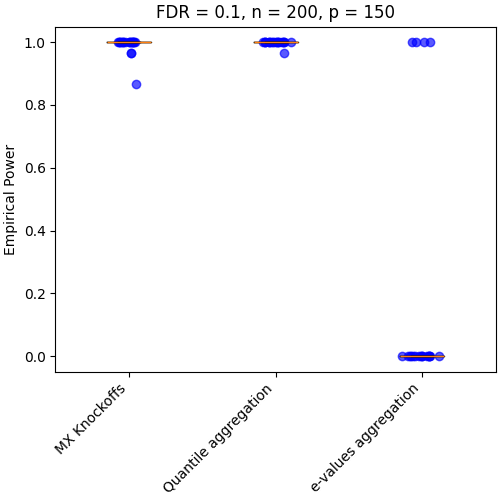 FDR = 0.1, n = 200, p = 150
Empirical Power
1.0
0.8
0.6
0.4
0.2
0.0
MX Knockoffs
Quantile aggregation
e-values aggregation